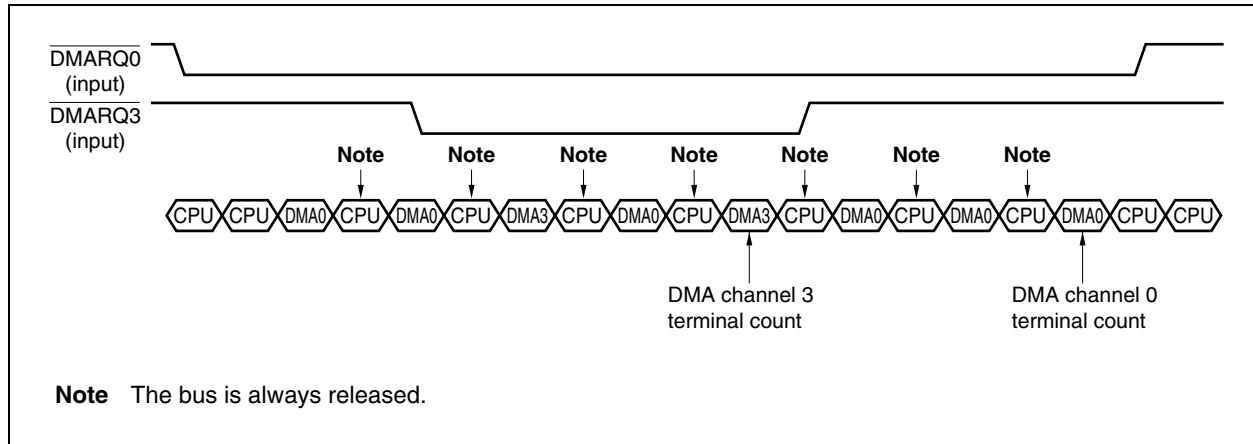 DMARQ0
(input)
DMARQ3
(input)
Note Note Note Note Note Note Note
CPU CPU DMA0 CPU DMA0 CPU DMA3 CPU DMA0 CPU DMA3 CPU DMA0 CPU DMA0 CPU DMA0 CPU CPU
DMA channel 3
terminal count
DMA channel 0
terminal count
Note The bus is always released.